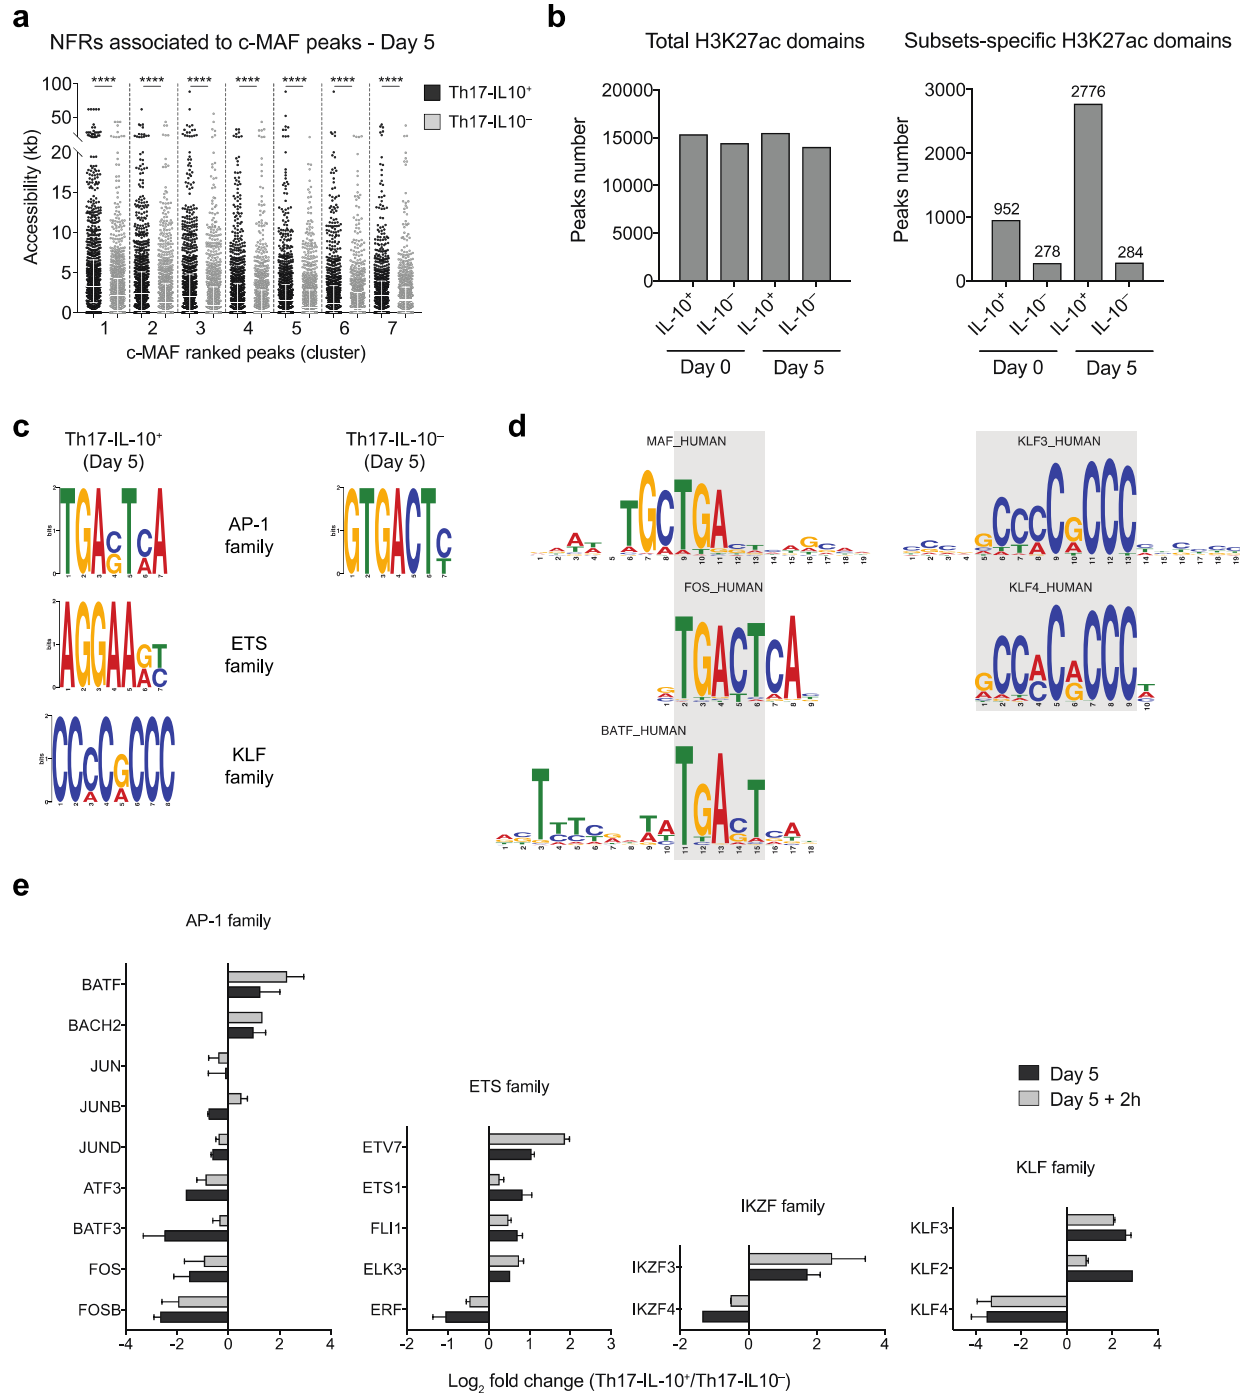 a
NFRs associated to c-MAF peaks - Day 5
**** **** **** **** **** **** ****
Th17-IL10+
Th17-IL10−
Accessibility (kb)
100
50
20
15
10
5
0
1 2 3 4 5 6 7
c-MAF ranked peaks (cluster)
b
Total H3K27ac domains
Peaks number
20000
15000
10000
5000
0
IL-10+ IL-10− IL-10+ IL-10−
Day 0 Day 5
Subsets-specific H3K27ac domains
Peaks number
3000
2000
1000
0
952 278 2776 284
IL-10+ IL-10− IL-10+ IL-10−
Day 0 Day 5
c
Th17-IL-10+
(Day 5)
Th17-IL-10−
(Day 5)
AP-1
family
ETS
family
KLF
family
d
MAF_HUMAN
KLF3_HUMAN
FOS_HUMAN
KLF4_HUMAN
BATF_HUMAN
e
AP-1 family
BATF
BACH2
JUN
JUNB
JUND
ATF3
BATF3
FOS
FOSB
-4 -2 0 2 4
ETS family
ETV7
ETS1
FLI1
ELK3
ERF
-2 -1 0 1 2 3
IKZF family
IKZF3
IKZF4
-2 0 2 4
Day 5
Day 5 + 2h
KLF family
KLF3
KLF2
KLF4
-4 -2 0 2 4
Log2 fold change (Th17-IL-10+/Th17-IL10−)